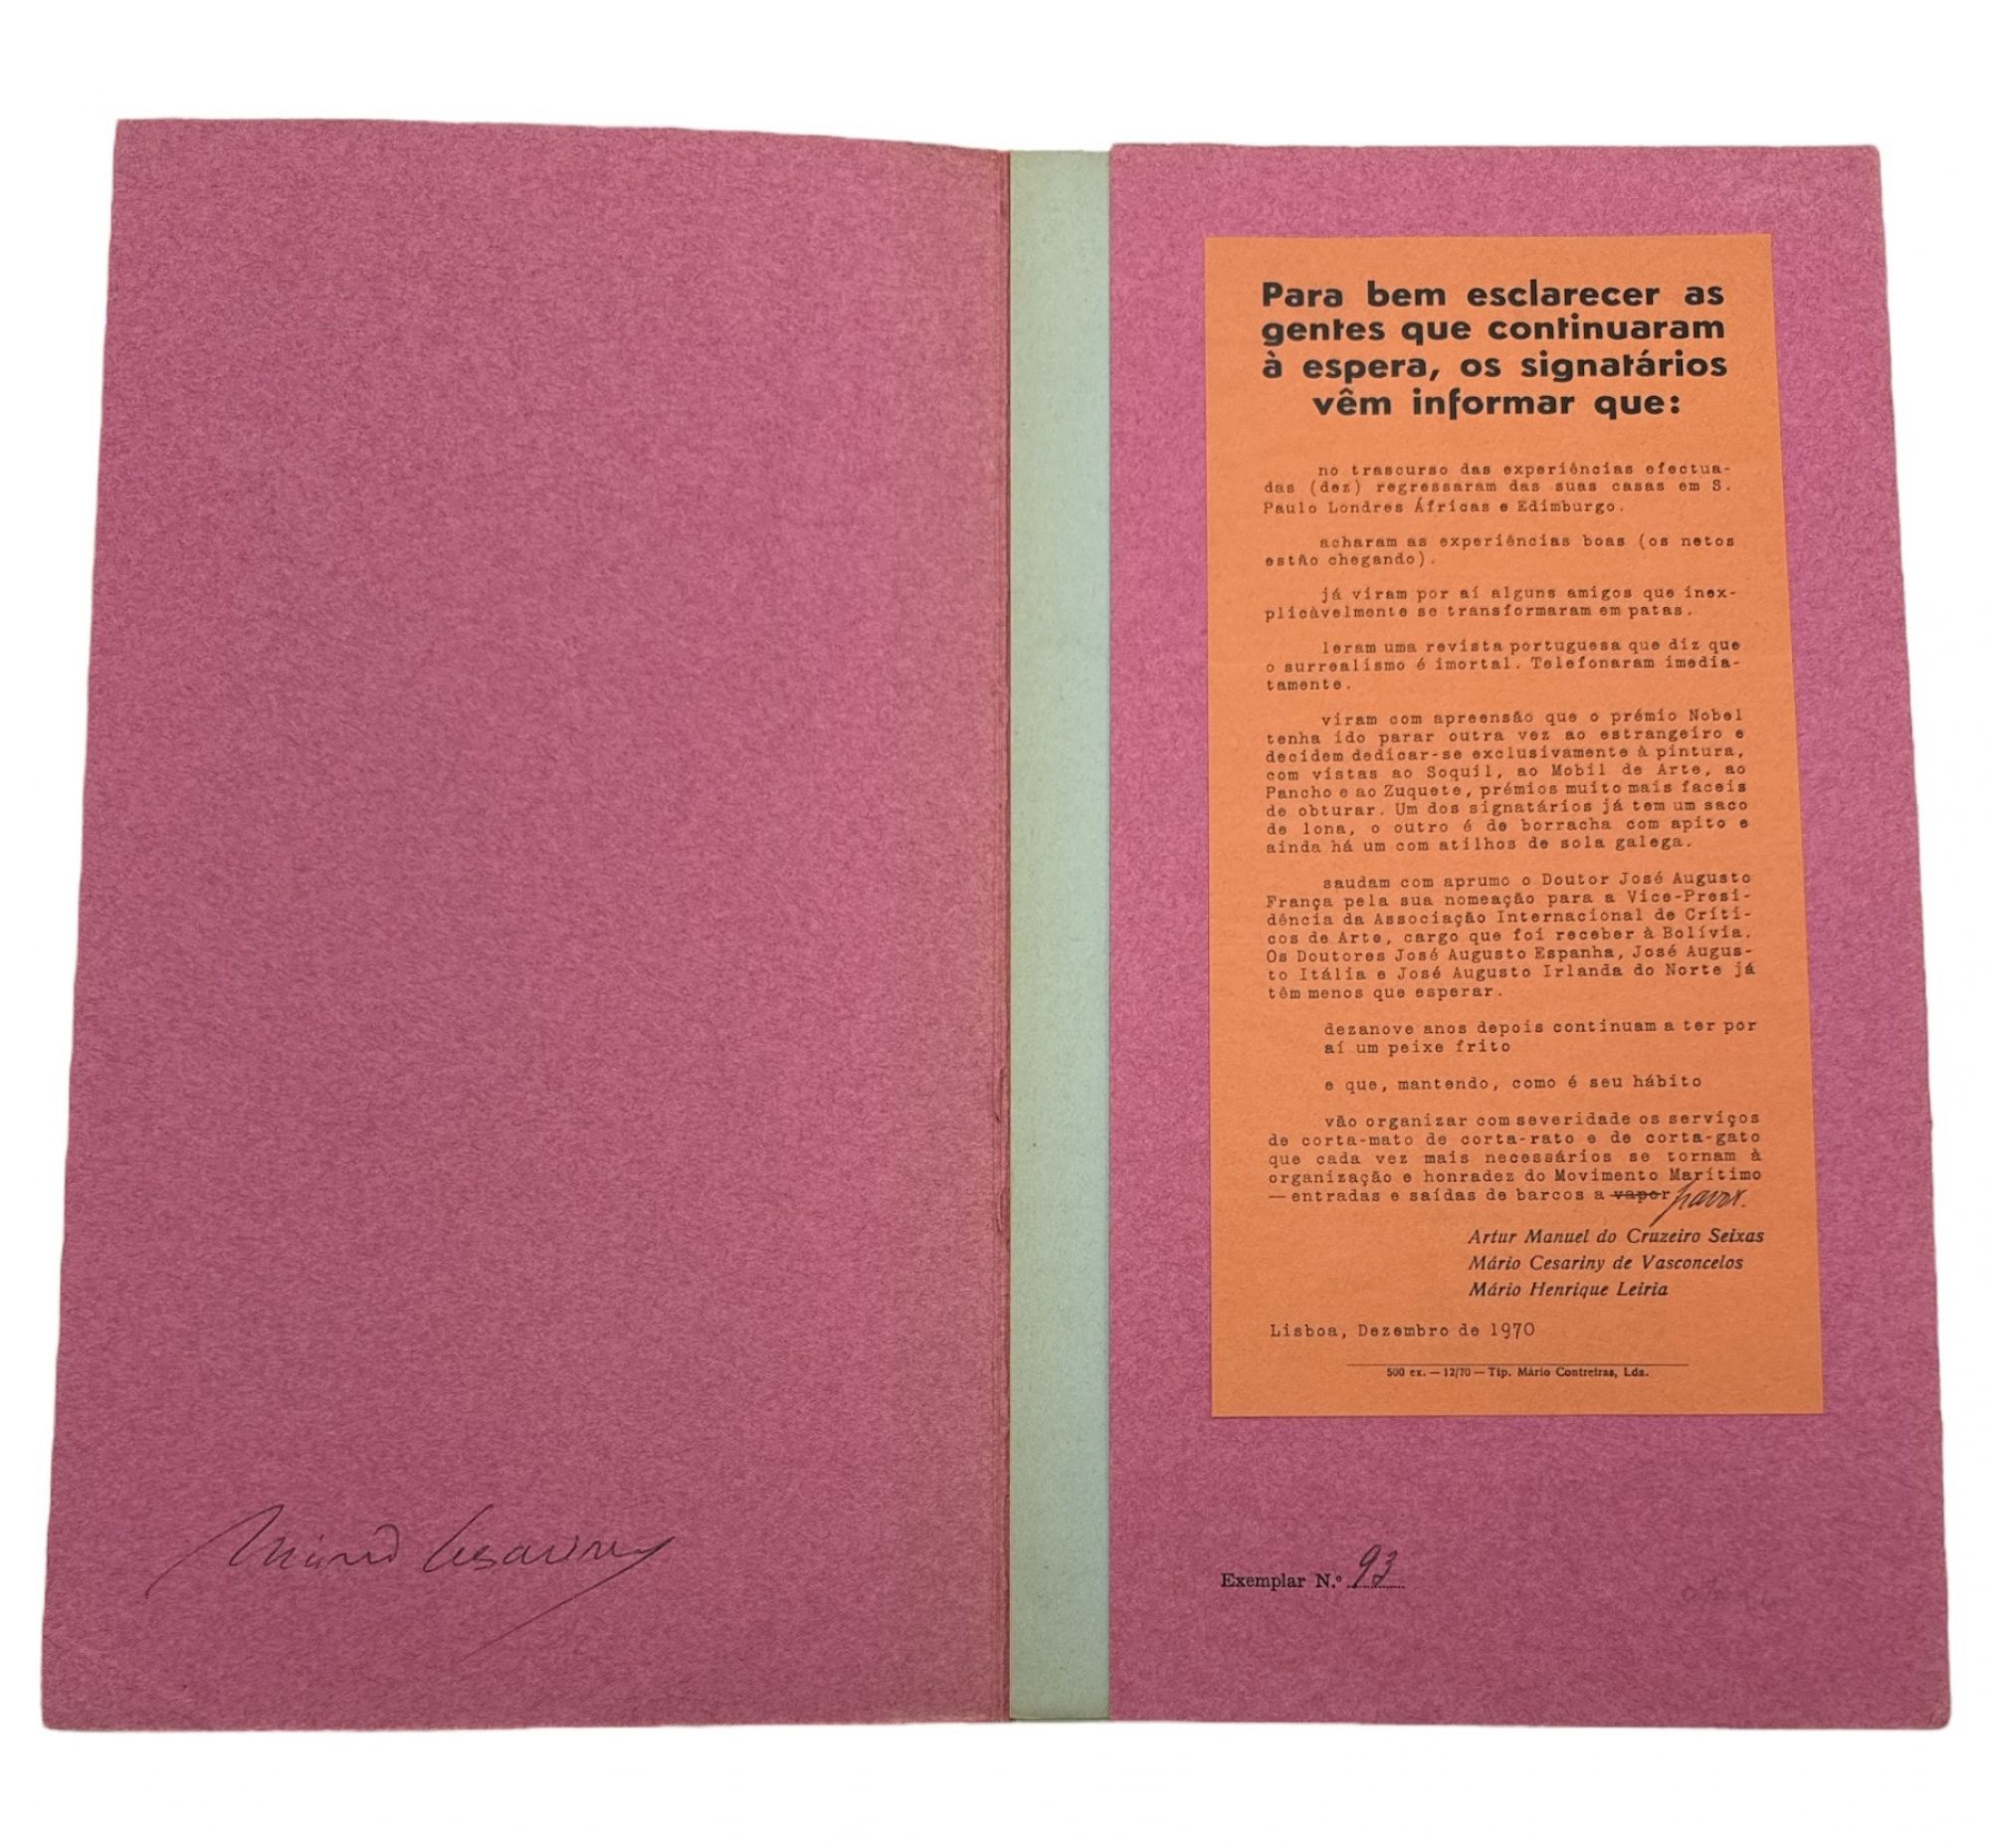 Mário Cesariny
Para bem esclarecer as
gentes que continuaram
à espera, os signatários
vêm informar que:
no trascurso das experiências efectua-
das (dez) regressaram das suas casas em S.
Paulo Londres Áfricas e Edimburgo.
acharam as experiências boas (os netos
estão chegando).
já viram por aí alguns amigos que inex-
plicàvelmente se transformaram em patas.
leram uma revista portuguesa que diz que
o surrealismo é imortal. Telefonaram imedia-
tamente.
viram com apreensão que o prémio Nobel
tenha ido parar outra vez ao estrangeiro e
decidem dedicar-se exclusivamente à pintura,
com vistas ao Soquil, ao Mobil de Arte, ao
Pancho e ao Zuquete, prémios muito mais faceis
de obturar. Um dos signatários já tem um saco
de lona, o outro é de borracha com apito e
ainda há um com atilhos de sola galega.
saudam com aprumo o Doutor José Augusto
França pela sua nomeação para a Vice-Presi-
dência da Associação Internacional de Críti-
cos de Arte, cargo que foi receber à Bolívia.
Os Doutores José Augusto Espanha, José Augus-
to Itália e José Augusto Irlanda do Norte já
têm menos que esperar.
dezanove anos depois continuam a ter por
aí um peixe frito
e que, mantendo, como é seu hábito
vão organizar com severidade os serviços
de corta-mato de corta-rato e de corta-gato
que cada vez mais necessários se tornam à
organização e honradez do Movimento Marítimo
— entradas e saídas de barcos a vapor
Artur Manuel do Cruzeiro Seixas
Mário Cesariny de Vasconcelos
Mário Henrique Leiria
Lisboa, Dezembro de 1970
500 ex. — 12/70 — Tip. Mário Contreiras, Lda.
Exemplar N.º 93